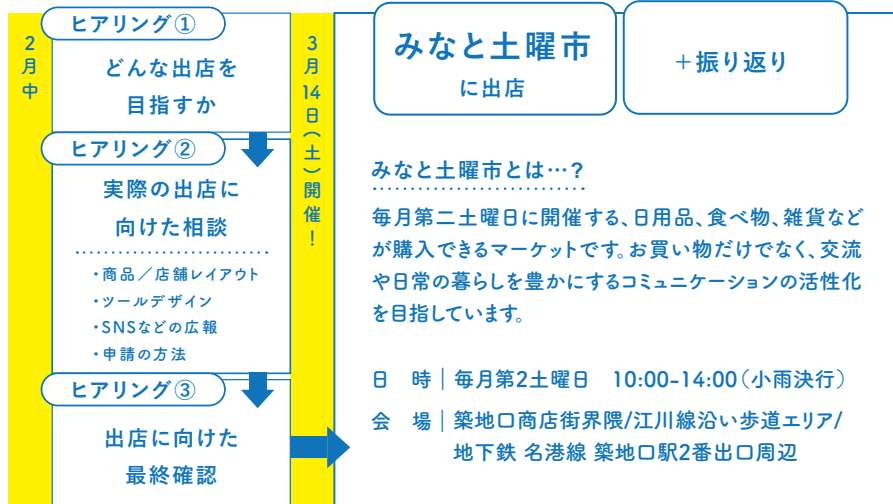 2月中
ヒアリング①
どんな出店を
目指すか
ヒアリング②
実際の出店に
向けた相談
・商品／店舗レイアウト
・ツールデザイン
・SNSなどの広報
・申請の方法
ヒアリング③
出店に向けた
最終確認
3月14日(土)開催！
みなと土曜市
に出店
＋振り返り
みなと土曜市とは…？
毎月第二土曜日に開催する、日用品、食べ物、雑貨など
が購入できるマーケットです。お買い物だけでなく、交流
や日常の暮らしを豊かにするコミュニケーションの活性化
を目指しています。
日　時｜毎月第2土曜日　10:00-14:00（小雨決行）
会　場｜築地口商店街界隈/江川線沿い歩道エリア/
地下鉄 名港線 築地口駅2番出口周辺